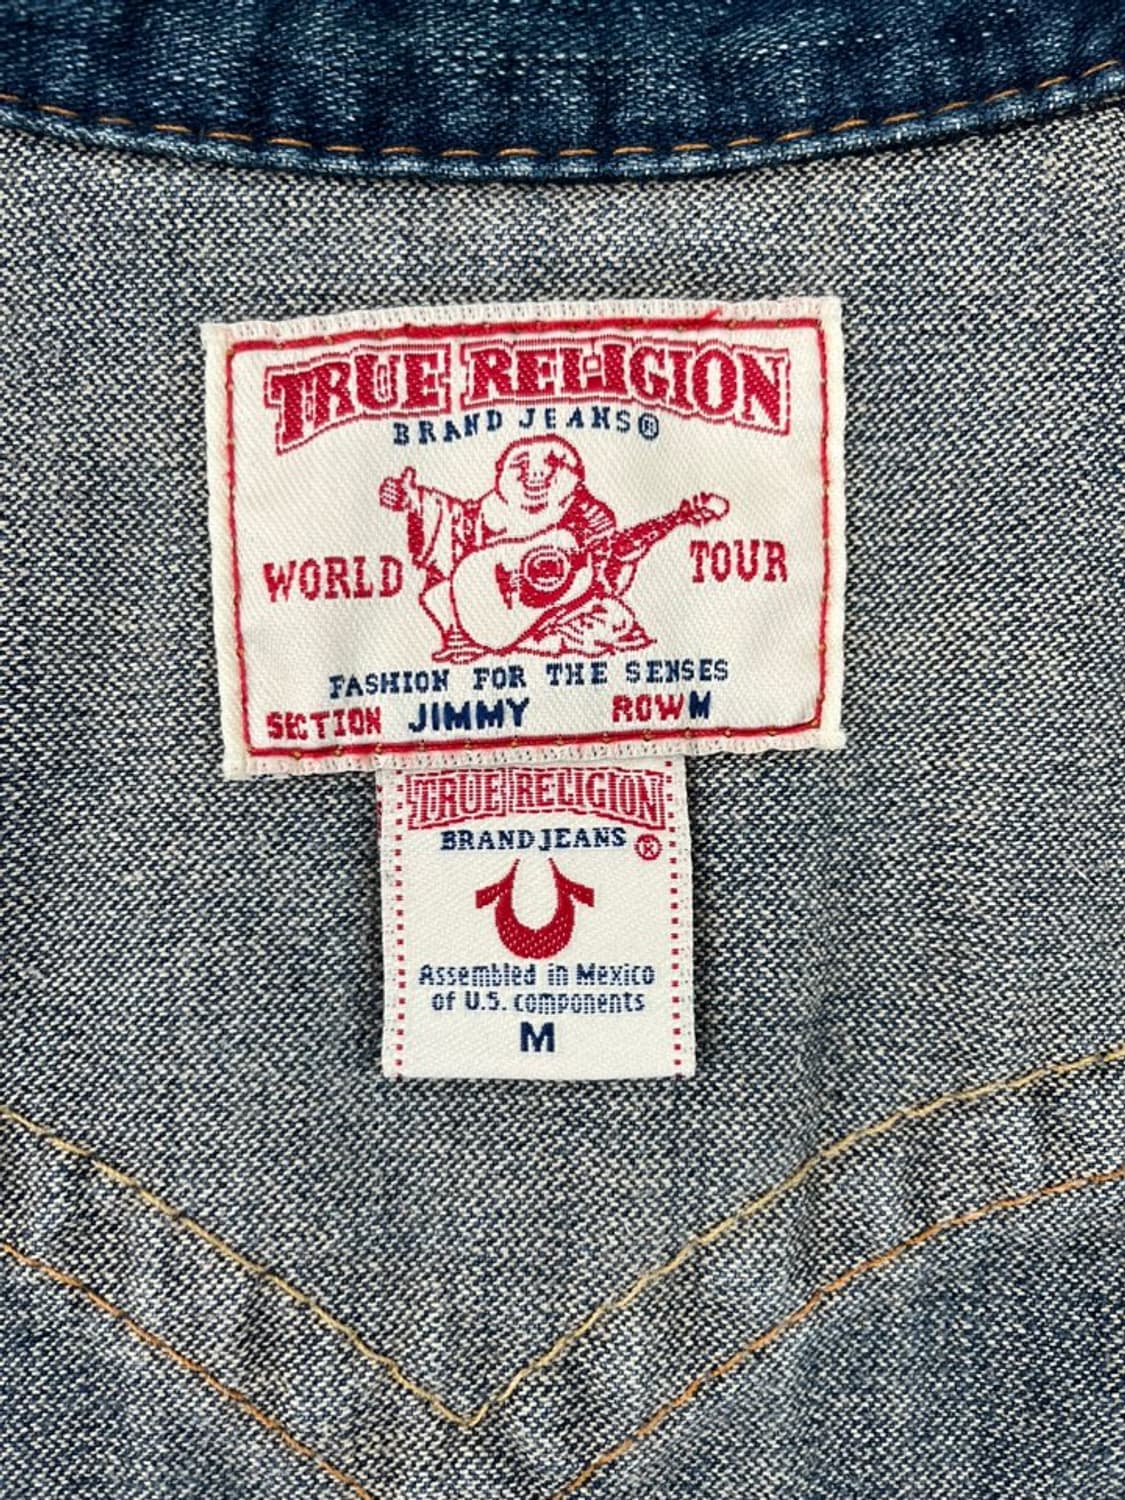 TRUE RELIGION
BRAND JEANS®
WORLD TOUR
FASHION FOR THE SENSES
SECTION JIMMY ROW M
TRUE RELIGION
BRAND JEANS ®
Assembled in Mexico
of U.S. components
M